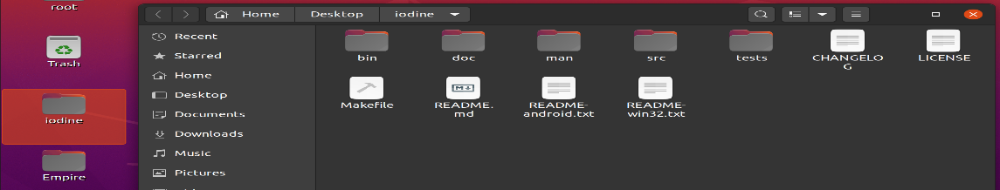 root
Trash
iodine
Empire
Home Desktop iodine
Recent
Starred
Home
Desktop
Documents
Downloads
Music
Pictures
bin doc man src tests CHANGELO
G LICENSE
Makefile README.
md README-
android.txt README-
win32.txt